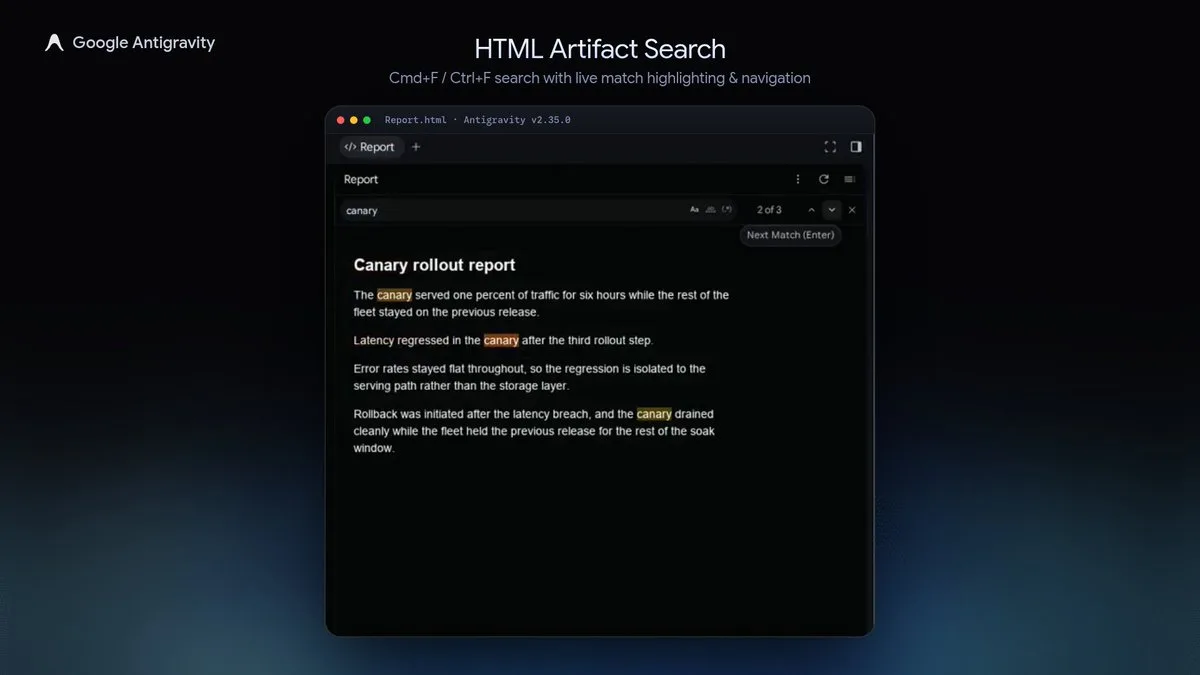 Google Antigravity
HTML Artifact Search
Cmd+F / Ctrl+F search with live match highlighting & navigation
Report.html · Antigravity v2.35.0
</> Report +
Report
canary Aa ab (.*) 2 of 3
Next Match (Enter)
Canary rollout report
The canary served one percent of traffic for six hours while the rest of the
fleet stayed on the previous release.
Latency regressed in the canary after the third rollout step.
Error rates stayed flat throughout, so the regression is isolated to the
serving path rather than the storage layer.
Rollback was initiated after the latency breach, and the canary drained
cleanly while the fleet held the previous release for the rest of the soak
window.